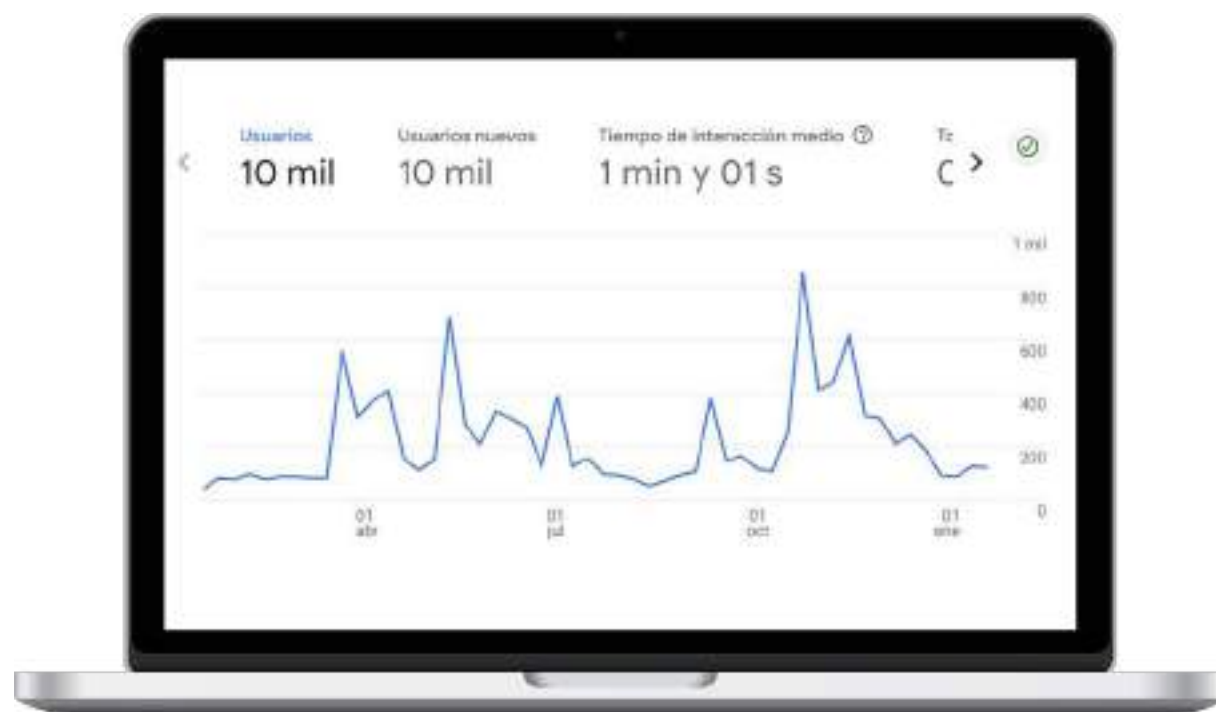 Usuarios
10 mil
Usuarios nuevos
10 mil
Tiempo de interacción medio
1 min y 01 s
1 mil
800
600
400
200
0
01
abr
01
jul
01
oct
01
ene